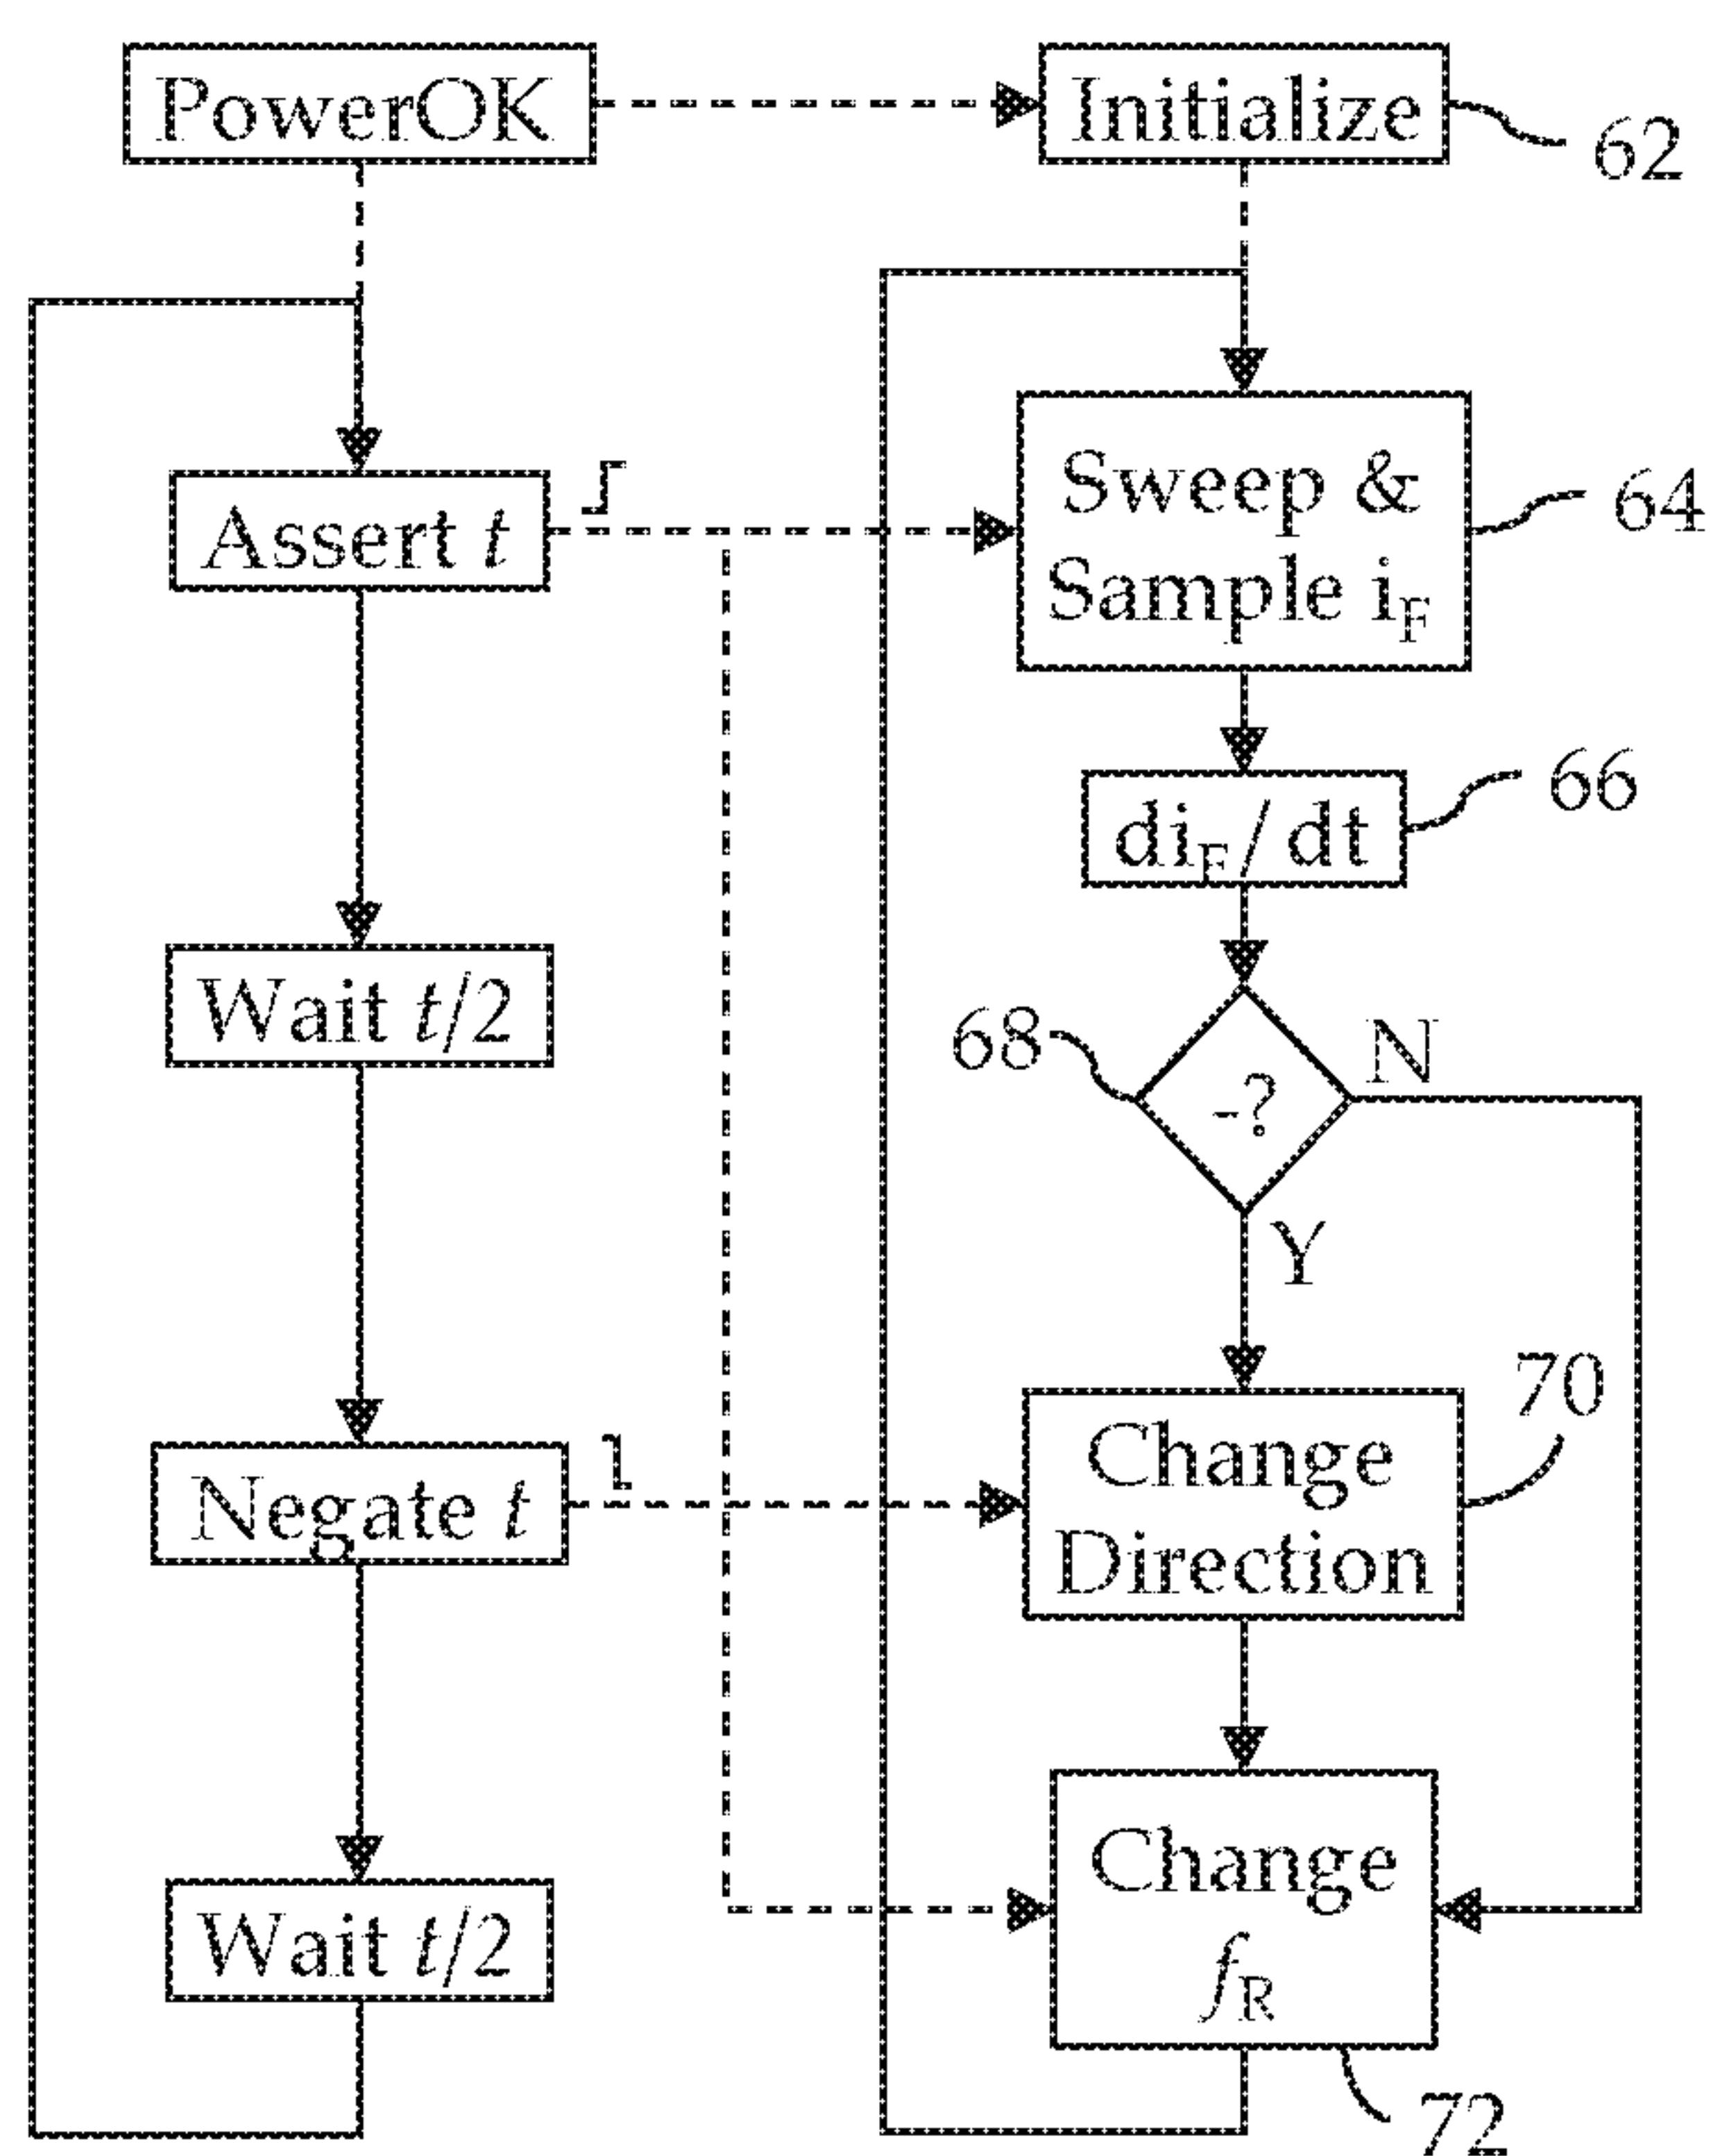 PowerOK
Initialize
62
Assert t
Sweep &
Sample iF
64
diF/dt
66
Wait t/2
68
-?
N
Y
Negate t
Change
Direction
70
Wait t/2
Change
fR
72